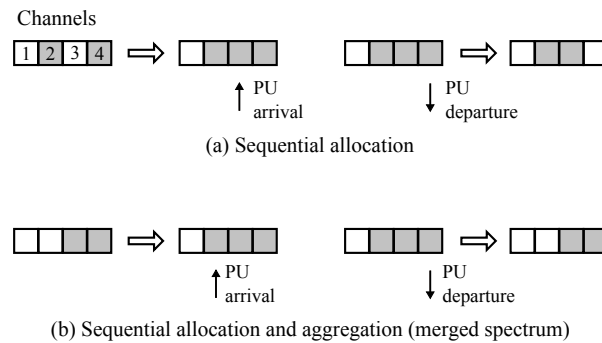 Channels
1 2 3 4
PU
arrival
PU
departure
(a) Sequential allocation
PU
arrival
PU
departure
(b) Sequential allocation and aggregation (merged spectrum)